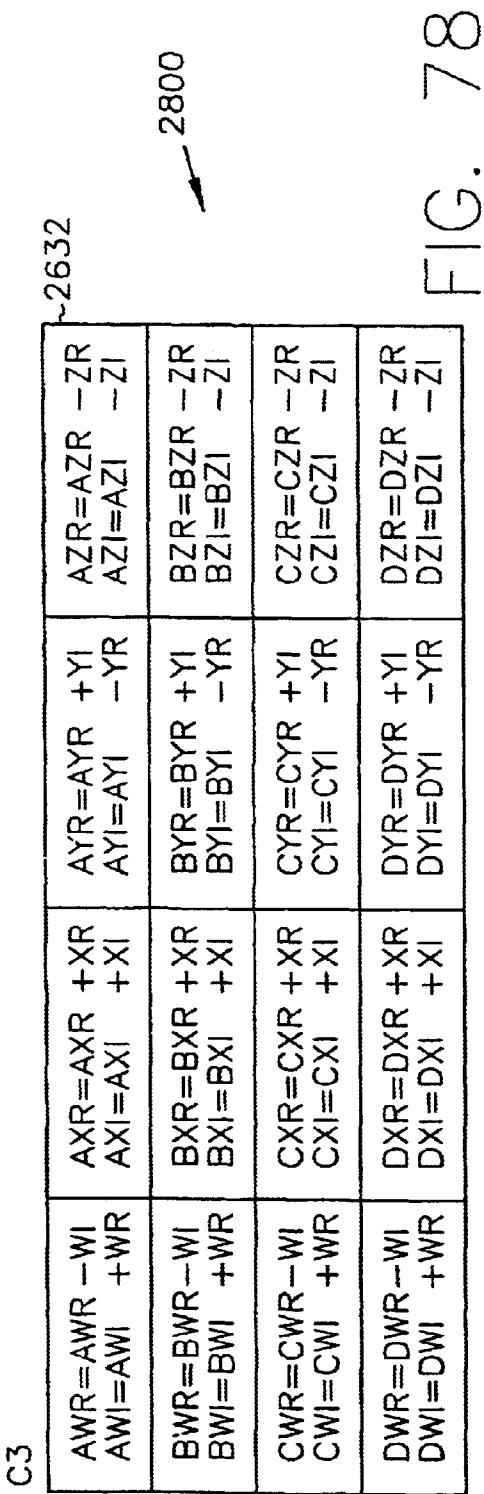 C3
~2632
AWR=AWR -WI
AWI=AWI +WR
AXR=AXR +XR
AXI=AXI +XI
AYR=AYR +YI
AYI=AYI -YR
AZR=AZR -ZR
AZI=AZI -ZI
BWR=BWR-WI
BWI=BWI +WR
BXR=BXR +XR
BXI=BXI +XI
BYR=BYR +YI
BYI=BYI -YR
BZR=BZR -ZR
BZI=BZI -ZI
CWR=CWR-WI
CWI=CWI +WR
CXR=CXR +XR
CXI=CXI +XI
CYR=CYR +YI
CYI=CYI -YR
CZR=CZR -ZR
CZI=CZI -ZI
DWR=DWR-WI
DWI=DWI +WR
DXR=DXR +XR
DXI=DXI +XI
DYR=DYR +YI
DYI=DYI -YR
DZR=DZR -ZR
DZI=DZI -ZI
2800
FIG. 78